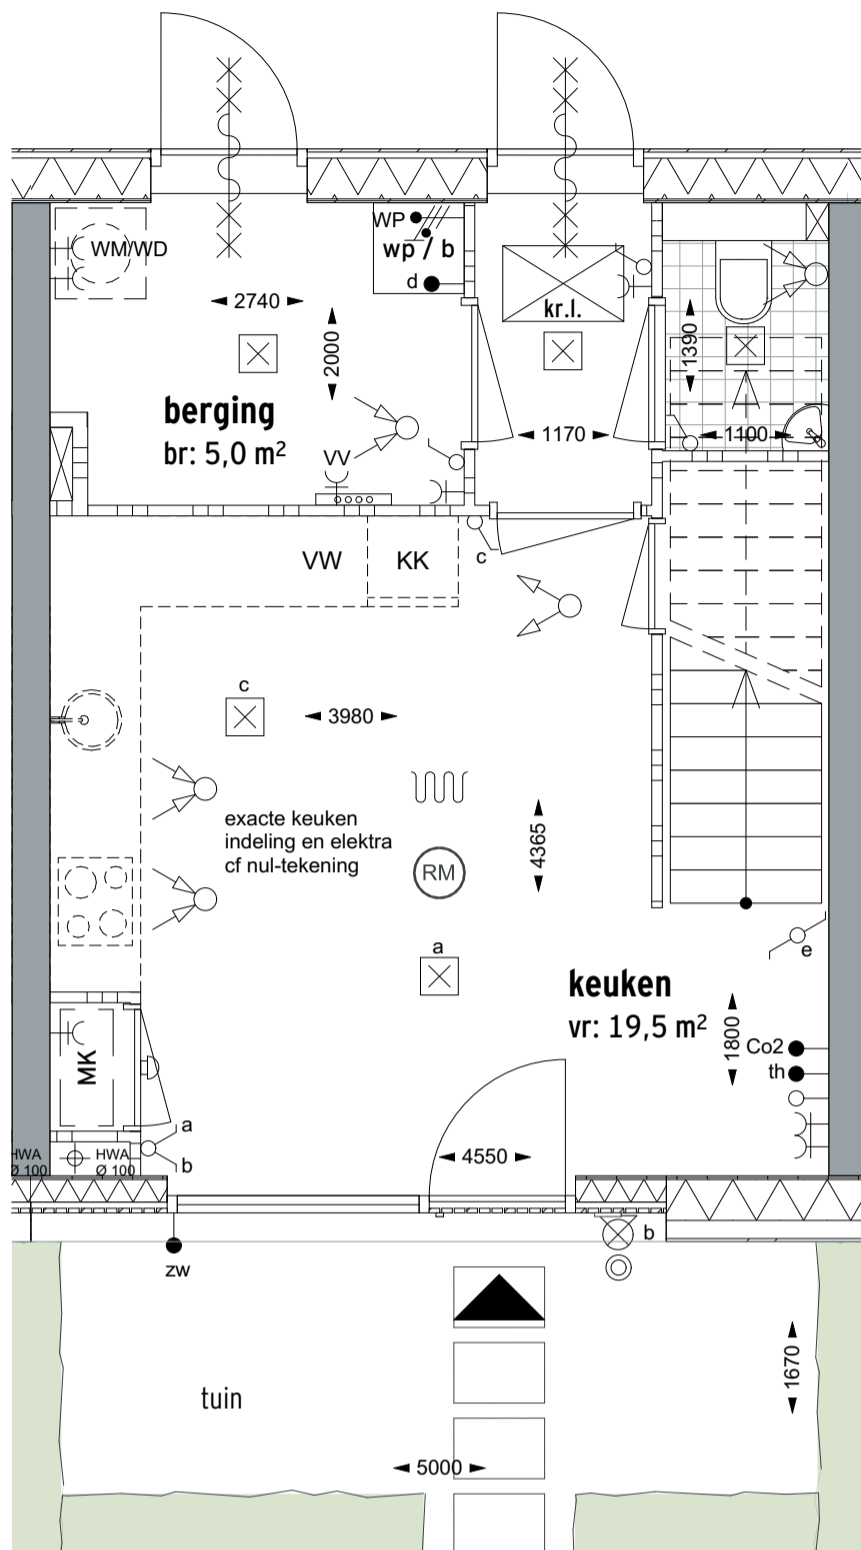 WM/WD
WP
wp / b
d
2740
2000
kr.l.
1390
berging
br: 5,0 m²
1170
1100
VV
VW
KK
c
c
3980
exacte keuken
indeling en elektra
cf nul-tekening
4365
RM
a
e
keuken
vr: 19,5 m²
1800
Co2
th
MK
a
b
HWA
Ø 100
HWA
Ø 100
4550
zw
b
tuin
1670
5000